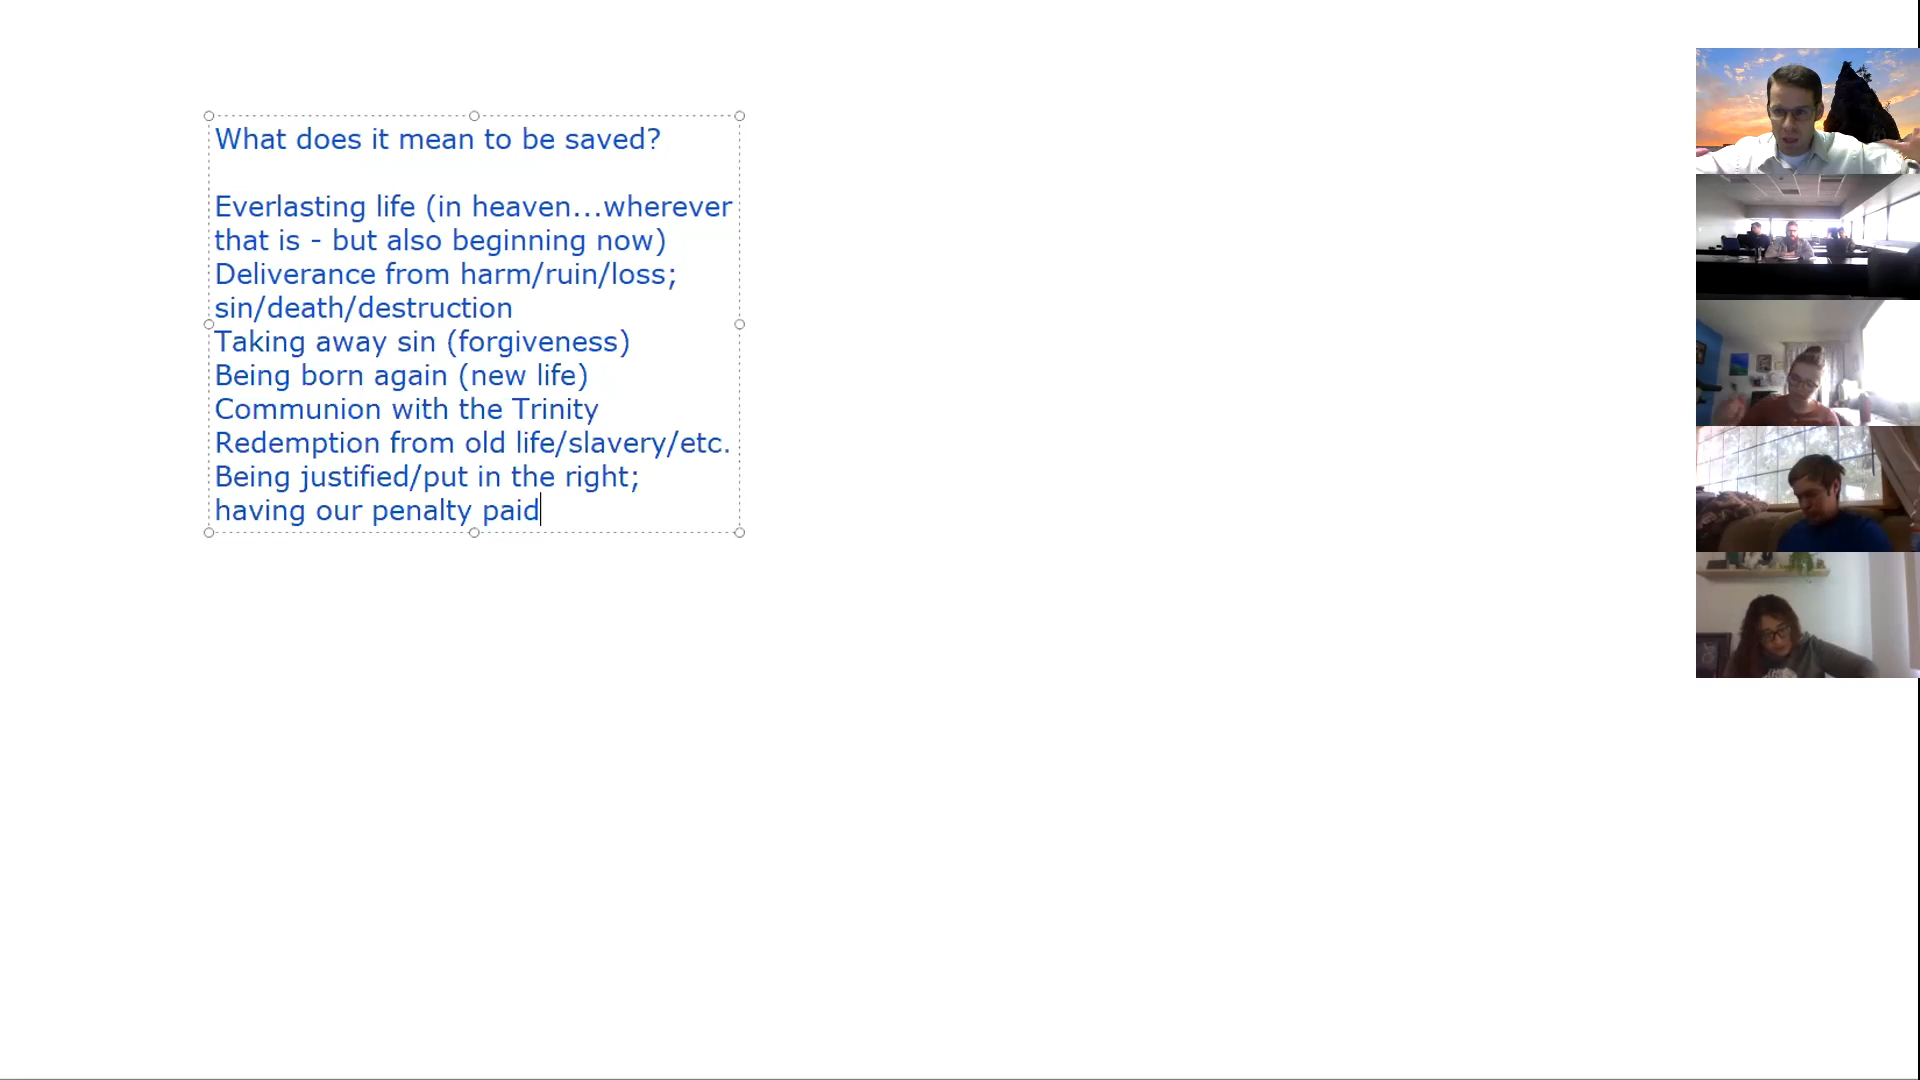 What does it mean to be saved?
Everlasting life (in heaven...wherever
that is - but also beginning now)
Deliverance from harm/ruin/loss;
sin/death/destruction
Taking away sin (forgiveness)
Being born again (new life)
Communion with the Trinity
Redemption from old life/slavery/etc.
Being justified/put in the right;
having our penalty paid